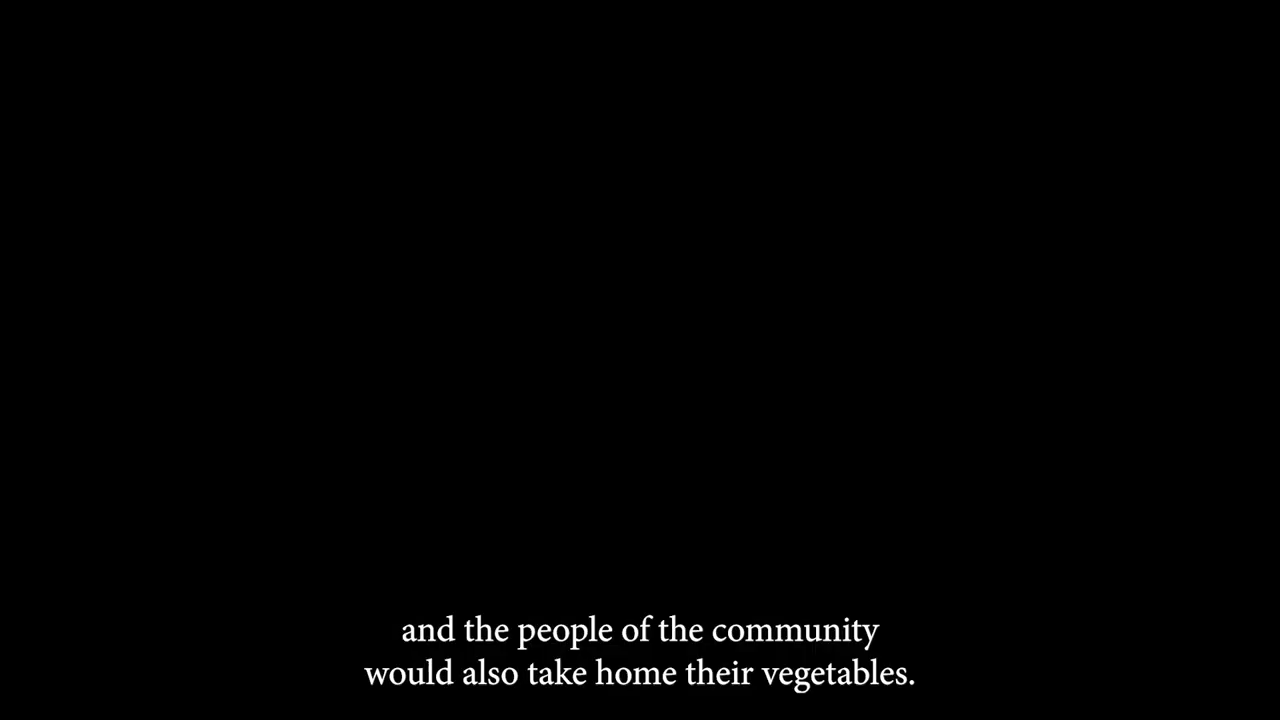 and the people of the community
would also take home their vegetables.